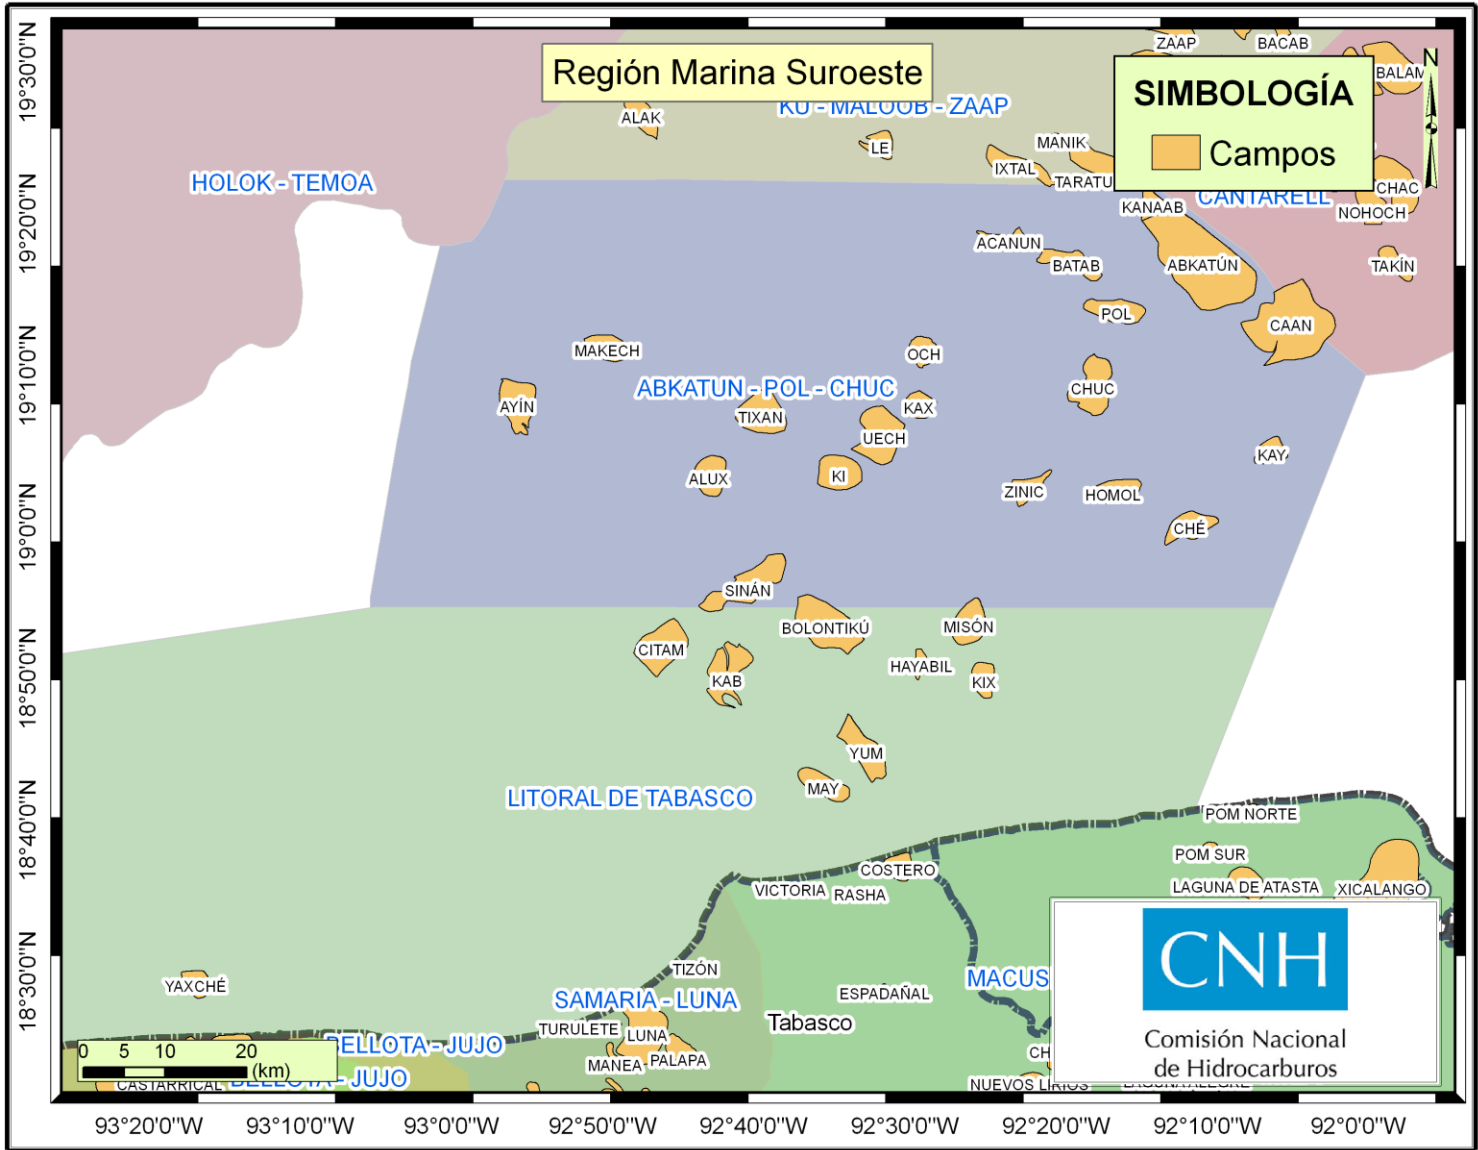 Región Marina Suroeste
SIMBOLOGÍA
Campos
N
ZAAP
BACAB
BALAM
KU - MALOOB - ZAAP
ALAK
LE
MANIK
IXTAL
TARATU
HOLOK - TEMOA
CANTARELL
CHAC
NOHOCH
KANAAB
ACANUN
BATAB
ABKATÚN
TAKÍN
POL
CAAN
MAKECH
OCH
ABKATUN - POL - CHUC
CHUC
AYÍN
TIXAN
KAX
UECH
KAY
ALUX
KI
ZINIC
HOMOL
CHÉ
SINÁN
BOLONTIKÚ
MISÓN
CITAM
HAYABIL
KAB
KIX
YUM
MAY
LITORAL DE TABASCO
POM NORTE
POM SUR
COSTERO
VICTORIA
RASHA
LAGUNA DE ATASTA
XICALANGO
TIZÓN
YAXCHÉ
ESPADAÑAL
MACUS
SAMARIA - LUNA
Tabasco
TURULETE
LUNA
BELLOTA - JUJO
MANEA
PALAPA
CH
BELLOTA - JUJO
CASTARRICAL
NUEVOS LIRIOS
LAGUNA ALEGRE
0 5 10 20
(km)
CNH
Comisión Nacional
de Hidrocarburos
19°30'0"N
19°20'0"N
19°10'0"N
19°0'0"N
18°50'0"N
18°40'0"N
18°30'0"N
93°20'0"W 93°10'0"W 93°0'0"W 92°50'0"W 92°40'0"W 92°30'0"W 92°20'0"W 92°10'0"W 92°0'0"W